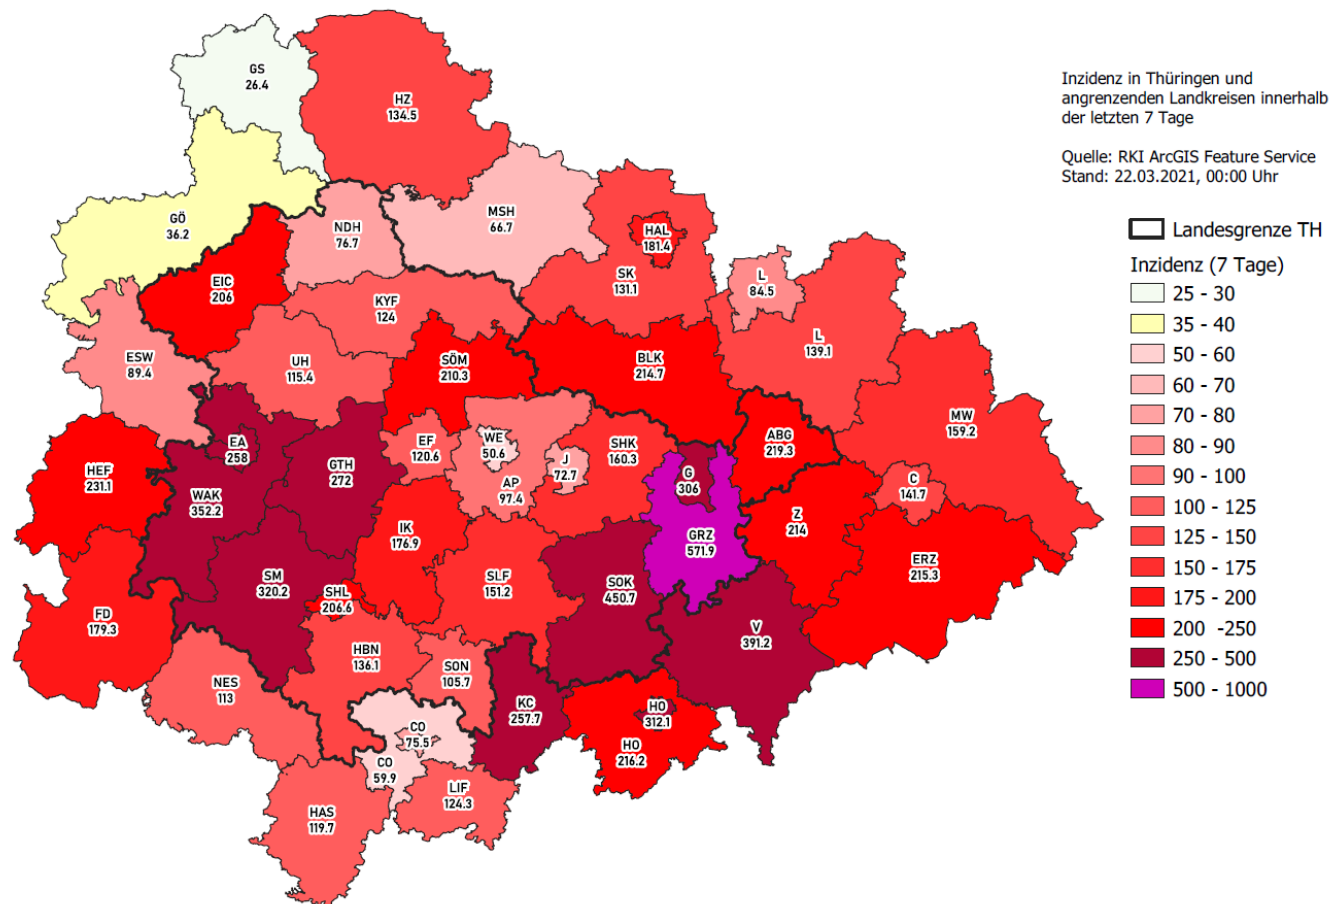 GS
26.4
HZ
134.5
Inzidenz in Thüringen und
angrenzenden Landkreisen innerhalb
der letzten 7 Tage
Quelle: RKI ArcGIS Feature Service
Stand: 22.03.2021, 00:00 Uhr
GÖ
36.2
NDH
76.7
MSH
66.7
HAL
181.4
EIC
206
SK
131.1
L
84.5
KYF
124
L
139.1
ESW
89.4
UH
115.4
SÖM
210.3
BLK
214.7
MW
159.2
HEF
231.1
EA
258
GTH
272
EF
120.6
WE
50.6
AP
97.4
J
72.7
SHK
160.3
G
306
ABG
219.3
C
141.7
WAK
352.2
IK
176.9
GRZ
571.9
Z
214
ERZ
215.3
FD
179.3
SM
320.2
SHL
206.6
SLF
151.2
SOK
450.7
V
391.2
NES
113
HBN
136.1
SON
105.7
KC
257.7
HO
312.1
HO
216.2
CO
75.5
CO
59.9
LIF
124.3
HAS
119.7
Landesgrenze TH
Inzidenz (7 Tage)
25 - 30
35 - 40
50 - 60
60 - 70
70 - 80
80 - 90
90 - 100
100 - 125
125 - 150
150 - 175
175 - 200
200 -250
250 - 500
500 - 1000